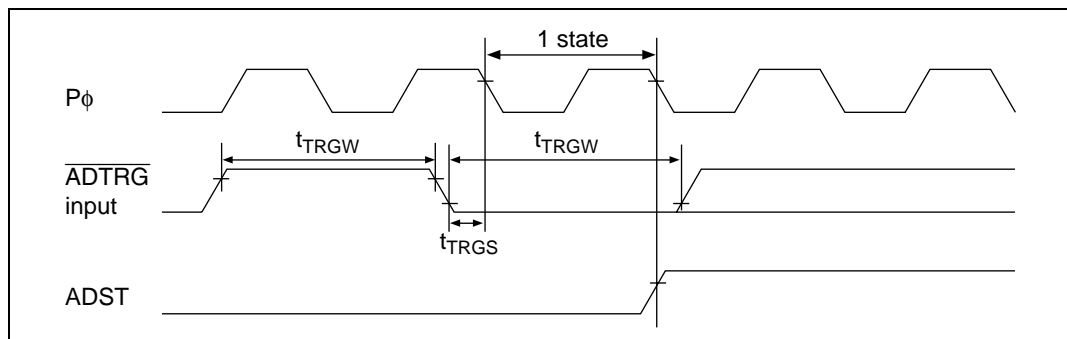 1 state
Pϕ
tTRGW
tTRGW
ADTRG
input
tTRGS
ADST